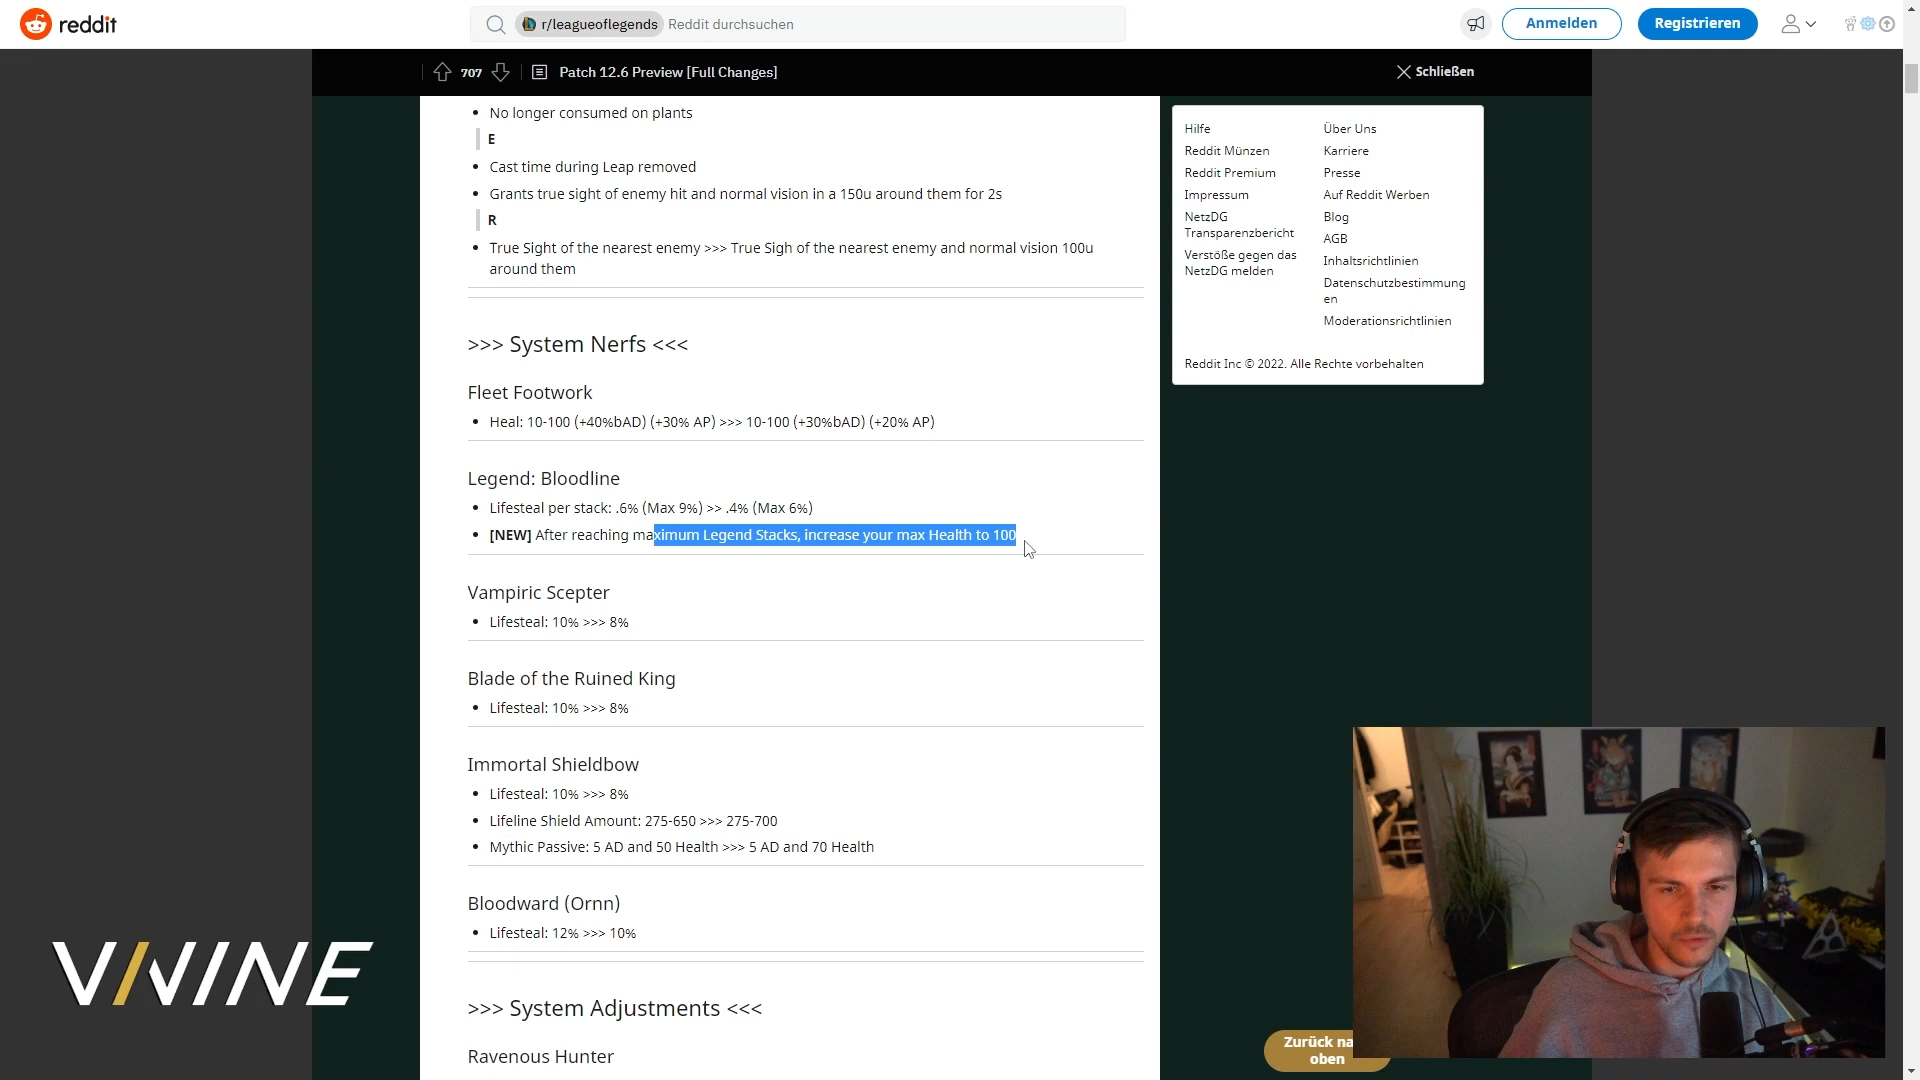 reddit
r/leagueoflegends Reddit durchsuchen
Anmelden
Registrieren
707
Patch 12.6 Preview [Full Changes]
Schließen
• No longer consumed on plants
E
• Cast time during Leap removed
• Grants true sight of enemy hit and normal vision in a 150u around them for 2s
R
• True Sight of the nearest enemy >>> True Sigh of the nearest enemy and normal vision 100u
around them
>>> System Nerfs <<<
Fleet Footwork
• Heal: 10-100 (+40%bAD) (+30% AP) >>> 10-100 (+30%bAD) (+20% AP)
Legend: Bloodline
• Lifesteal per stack: .6% (Max 9%) >> .4% (Max 6%)
• [NEW] After reaching maximum Legend Stacks, increase your max Health to 100
Vampiric Scepter
• Lifesteal: 10% >>> 8%
Blade of the Ruined King
• Lifesteal: 10% >>> 8%
Immortal Shieldbow
• Lifesteal: 10% >>> 8%
• Lifeline Shield Amount: 275-650 >>> 275-700
• Mythic Passive: 5 AD and 50 Health >>> 5 AD and 70 Health
Bloodward (Ornn)
• Lifesteal: 12% >>> 10%
>>> System Adjustments <<<
Ravenous Hunter
Hilfe
Reddit Münzen
Reddit Premium
Impressum
NetzDG
Transparenzbericht
Verstöße gegen das
NetzDG melden
Über Uns
Karriere
Presse
Auf Reddit Werben
Blog
AGB
Inhaltsrichtlinien
Datenschutzbestimmung
en
Moderationsrichtlinien
Reddit Inc © 2022. Alle Rechte vorbehalten
Zurück na
oben
VNINE